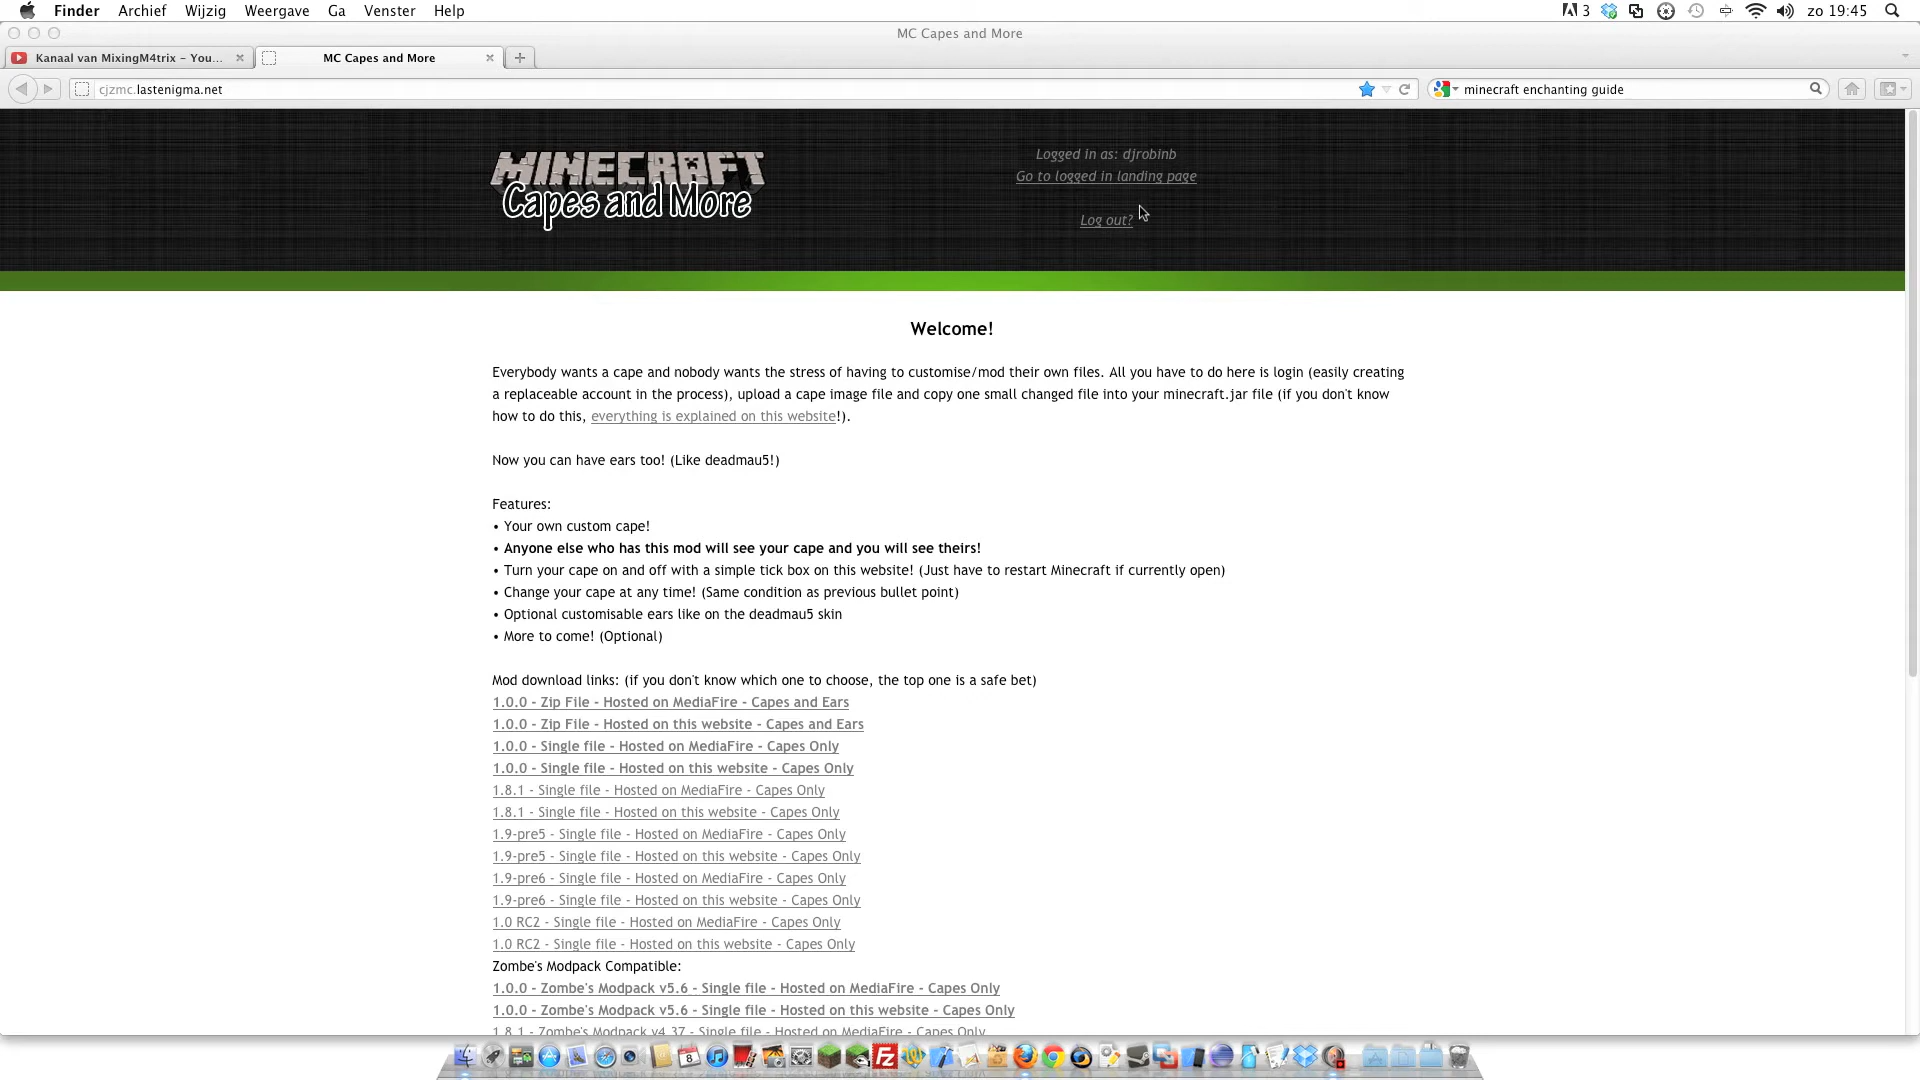 Finder Archief Wijzig Weergave Ga Venster Help 3 zo 19:45
MC Capes and More
Kanaal van MixingM4trix – You... MC Capes and More
cjzmc.lastenigma.net minecraft enchanting guide
MINECRAFT
Capes and More
Logged in as: djrobinb
Go to logged in landing page
Log out?
Welcome!
Everybody wants a cape and nobody wants the stress of having to customise/mod their own files. All you have to do here is login (easily creating
a replaceable account in the process), upload a cape image file and copy one small changed file into your minecraft.jar file (if you don't know
how to do this, everything is explained on this website!).
Now you can have ears too! (Like deadmau5!)
Features:
• Your own custom cape!
• Anyone else who has this mod will see your cape and you will see theirs!
• Turn your cape on and off with a simple tick box on this website! (Just have to restart Minecraft if currently open)
• Change your cape at any time! (Same condition as previous bullet point)
• Optional customisable ears like on the deadmau5 skin
• More to come! (Optional)
Mod download links: (if you don't know which one to choose, the top one is a safe bet)
1.0.0 - Zip File - Hosted on MediaFire - Capes and Ears
1.0.0 - Zip File - Hosted on this website - Capes and Ears
1.0.0 - Single file - Hosted on MediaFire - Capes Only
1.0.0 - Single file - Hosted on this website - Capes Only
1.8.1 - Single file - Hosted on MediaFire - Capes Only
1.8.1 - Single file - Hosted on this website - Capes Only
1.9-pre5 - Single file - Hosted on MediaFire - Capes Only
1.9-pre5 - Single file - Hosted on this website - Capes Only
1.9-pre6 - Single file - Hosted on MediaFire - Capes Only
1.9-pre6 - Single file - Hosted on this website - Capes Only
1.0 RC2 - Single file - Hosted on MediaFire - Capes Only
1.0 RC2 - Single file - Hosted on this website - Capes Only
Zombe's Modpack Compatible:
1.0.0 - Zombe's Modpack v5.6 - Single file - Hosted on MediaFire - Capes Only
1.0.0 - Zombe's Modpack v5.6 - Single file - Hosted on this website - Capes Only
1.8.1 - Zombe's Modpack v4.37 - Single file - Hosted on MediaFire - Capes Only
8
FZ